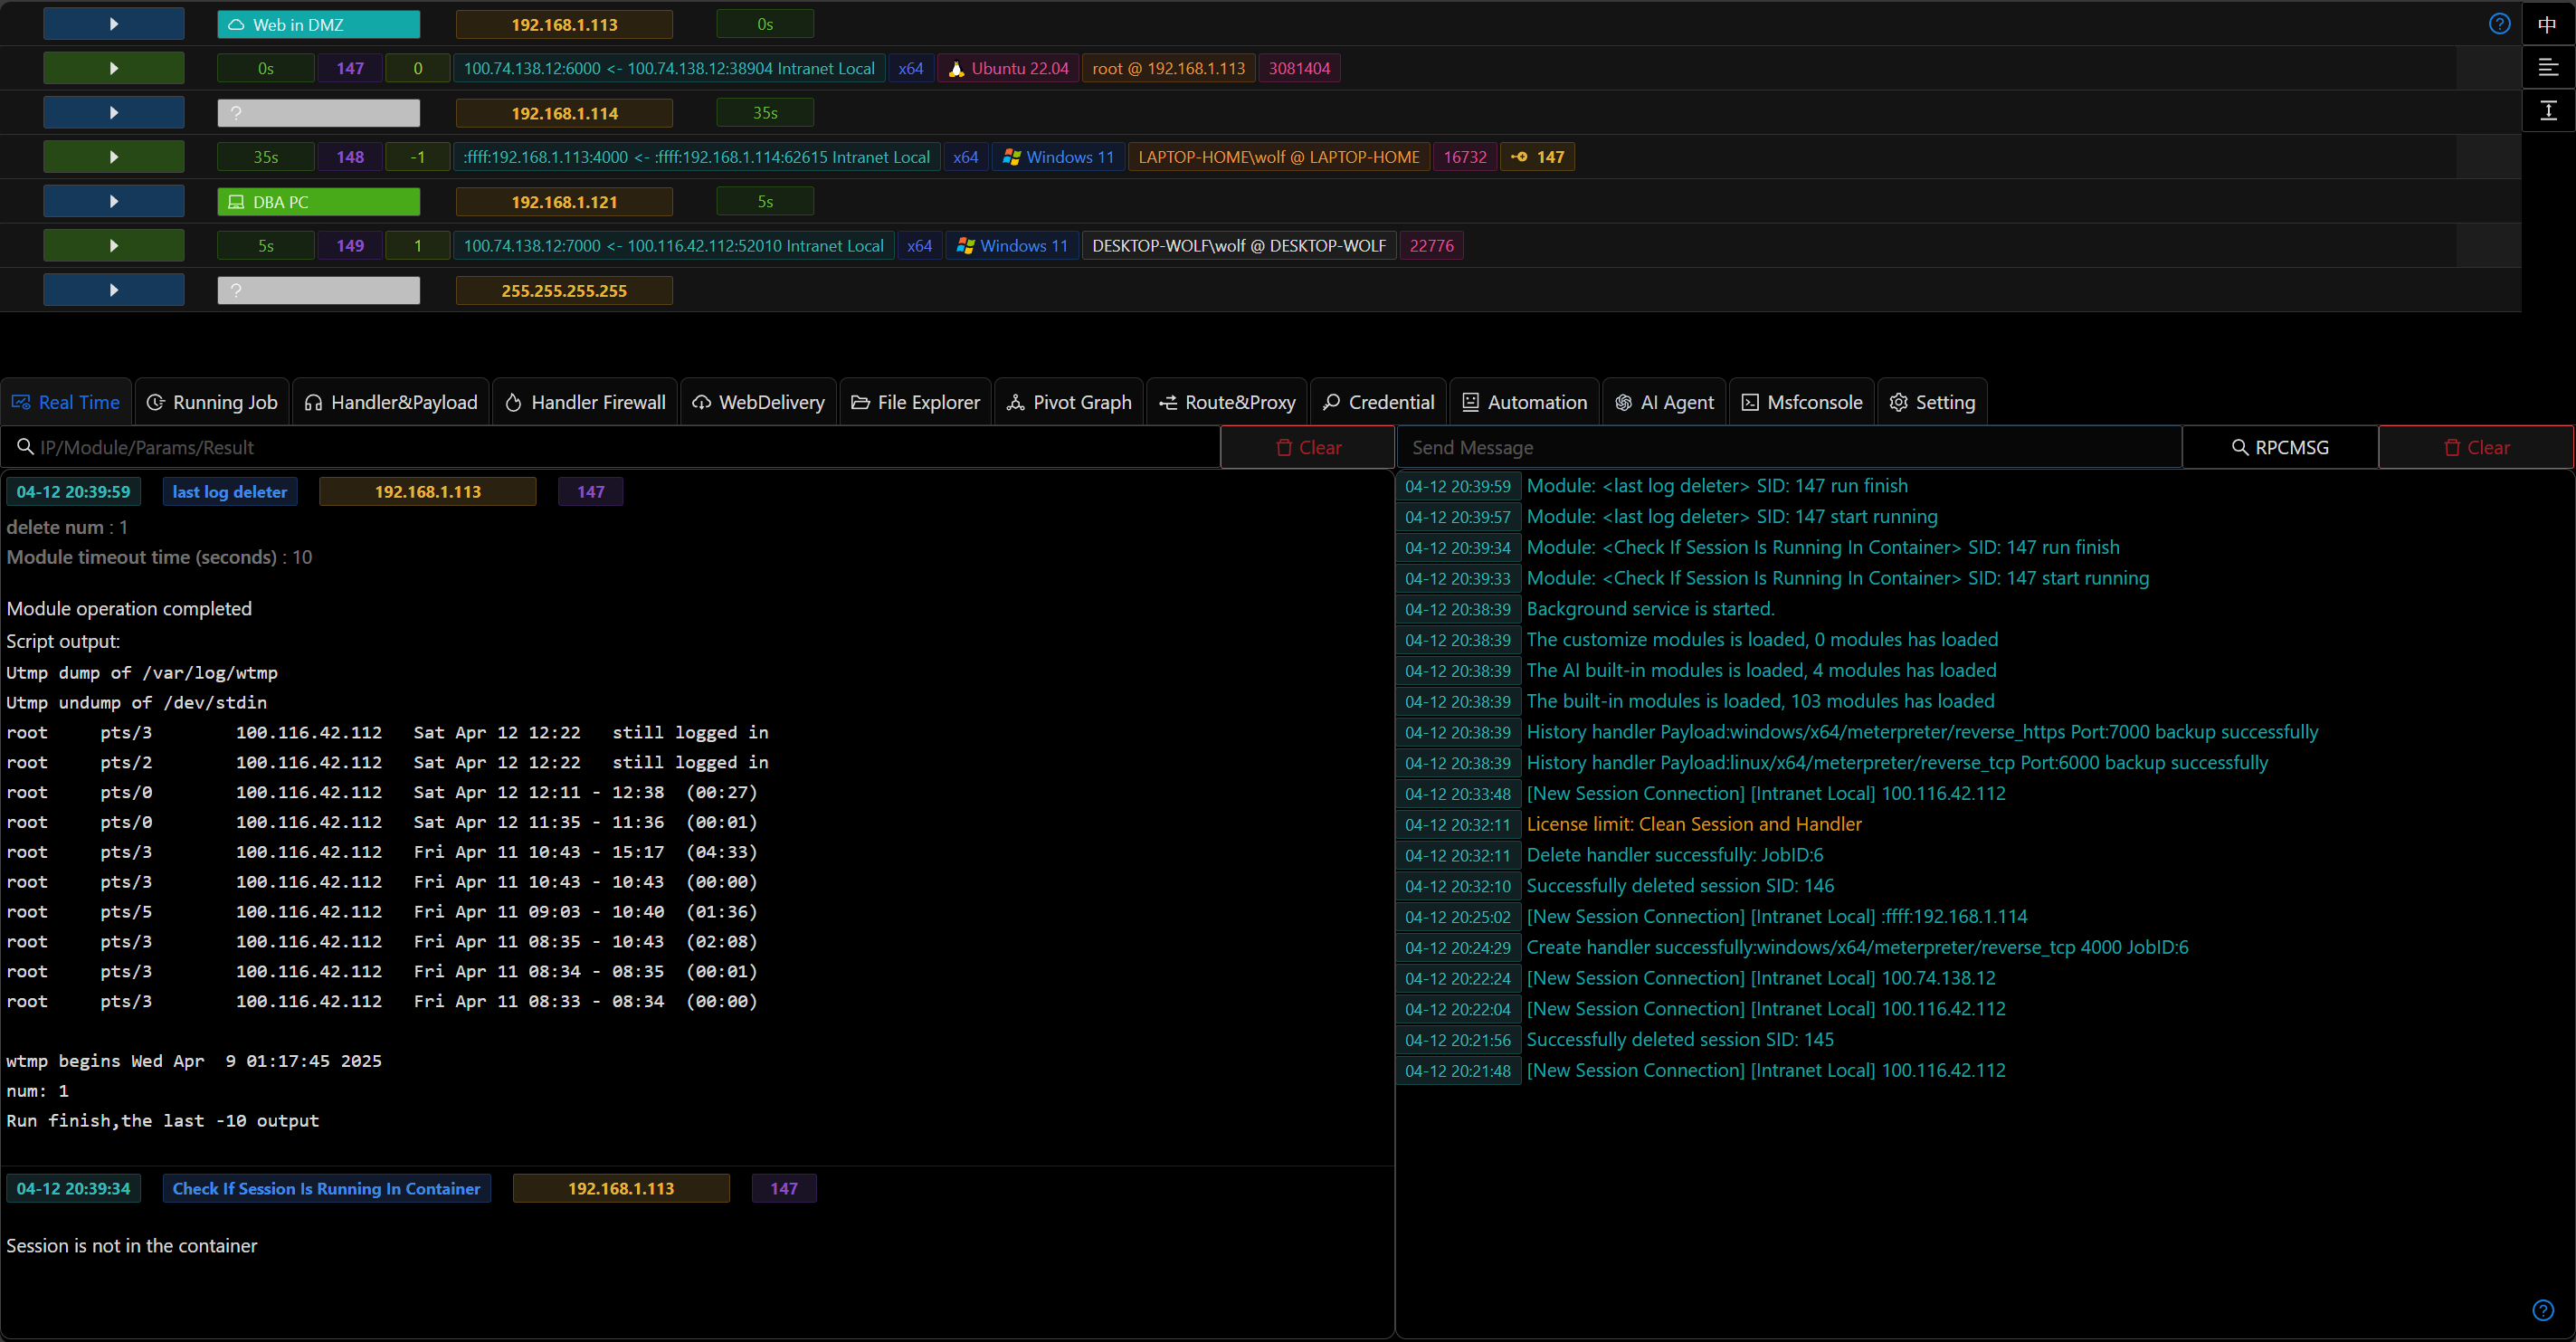 Web in DMZ 192.168.1.113 0s 中
0s 147 0 100.74.138.12:6000 <- 100.74.138.12:38904 Intranet Local x64 Ubuntu 22.04 root @ 192.168.1.113 3081404
? 192.168.1.114 35s
35s 148 -1 :ffff:192.168.1.113:4000 <- :ffff:192.168.1.114:62615 Intranet Local x64 Windows 11 LAPTOP-HOME\wolf @ LAPTOP-HOME 16732 147
DBA PC 192.168.1.121 5s
5s 149 1 100.74.138.12:7000 <- 100.116.42.112:52010 Intranet Local x64 Windows 11 DESKTOP-WOLF\wolf @ DESKTOP-WOLF 22776
? 255.255.255.255
Real Time Running Job Handler&Payload Handler Firewall WebDelivery File Explorer Pivot Graph Route&Proxy Credential Automation AI Agent Msfconsole Setting
IP/Module/Params/Result Clear
04-12 20:39:59 last log deleter 192.168.1.113 147
delete num : 1
Module timeout time (seconds) : 10
Module operation completed
Script output:
Utmp dump of /var/log/wtmp
Utmp undump of /dev/stdin
root pts/3 100.116.42.112 Sat Apr 12 12:22 still logged in
root pts/2 100.116.42.112 Sat Apr 12 12:22 still logged in
root pts/0 100.116.42.112 Sat Apr 12 12:11 - 12:38 (00:27)
root pts/0 100.116.42.112 Sat Apr 12 11:35 - 11:36 (00:01)
root pts/3 100.116.42.112 Fri Apr 11 10:43 - 15:17 (04:33)
root pts/3 100.116.42.112 Fri Apr 11 10:43 - 10:43 (00:00)
root pts/5 100.116.42.112 Fri Apr 11 09:03 - 10:40 (01:36)
root pts/3 100.116.42.112 Fri Apr 11 08:35 - 10:43 (02:08)
root pts/3 100.116.42.112 Fri Apr 11 08:34 - 08:35 (00:01)
root pts/3 100.116.42.112 Fri Apr 11 08:33 - 08:34 (00:00)
wtmp begins Wed Apr 9 01:17:45 2025
num: 1
Run finish,the last -10 output
04-12 20:39:34 Check If Session Is Running In Container 192.168.1.113 147
Session is not in the container
Send Message RPCMSG Clear
04-12 20:39:59 Module: <last log deleter> SID: 147 run finish
04-12 20:39:57 Module: <last log deleter> SID: 147 start running
04-12 20:39:34 Module: <Check If Session Is Running In Container> SID: 147 run finish
04-12 20:39:33 Module: <Check If Session Is Running In Container> SID: 147 start running
04-12 20:38:39 Background service is started.
04-12 20:38:39 The customize modules is loaded, 0 modules has loaded
04-12 20:38:39 The AI built-in modules is loaded, 4 modules has loaded
04-12 20:38:39 The built-in modules is loaded, 103 modules has loaded
04-12 20:38:39 History handler Payload:windows/x64/meterpreter/reverse_https Port:7000 backup successfully
04-12 20:38:39 History handler Payload:linux/x64/meterpreter/reverse_tcp Port:6000 backup successfully
04-12 20:33:48 [New Session Connection] [Intranet Local] 100.116.42.112
04-12 20:32:11 License limit: Clean Session and Handler
04-12 20:32:11 Delete handler successfully: JobID:6
04-12 20:32:10 Successfully deleted session SID: 146
04-12 20:25:02 [New Session Connection] [Intranet Local] :ffff:192.168.1.114
04-12 20:24:29 Create handler successfully:windows/x64/meterpreter/reverse_tcp 4000 JobID:6
04-12 20:22:24 [New Session Connection] [Intranet Local] 100.74.138.12
04-12 20:22:04 [New Session Connection] [Intranet Local] 100.116.42.112
04-12 20:21:56 Successfully deleted session SID: 145
04-12 20:21:48 [New Session Connection] [Intranet Local] 100.116.42.112